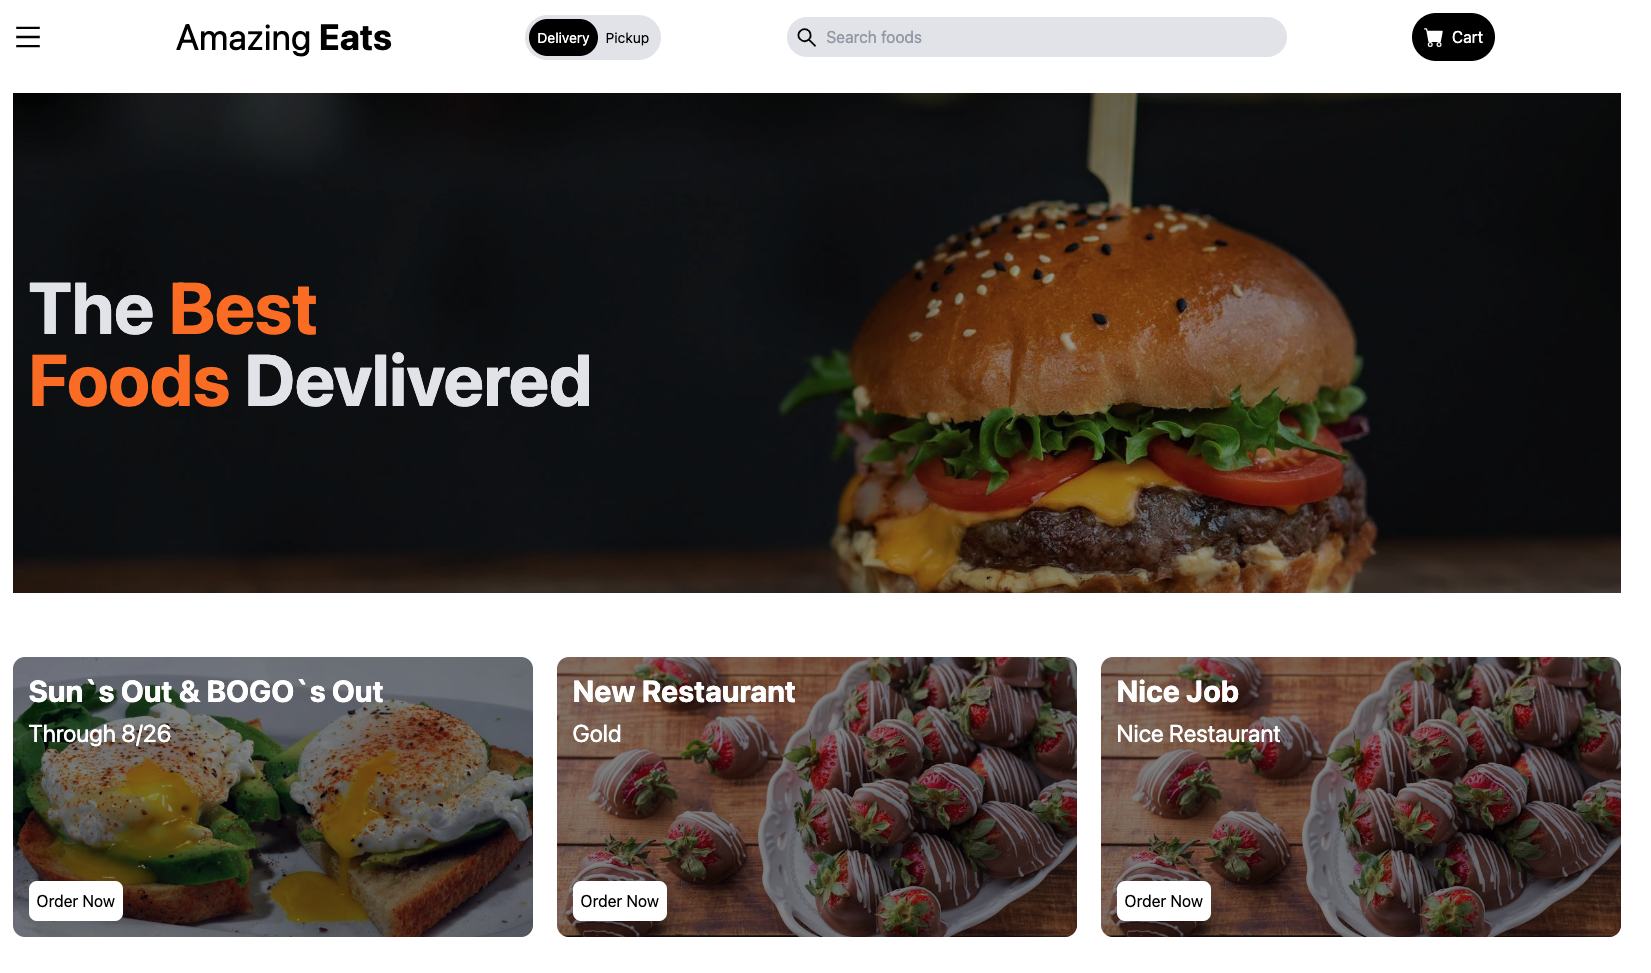 Amazing Eats
Delivery Pickup
Search foods
Cart
The Best
Foods Devlivered
Sun`s Out & BOGO`s Out
Through 8/26
Order Now
New Restaurant
Gold
Order Now
Nice Job
Nice Restaurant
Order Now